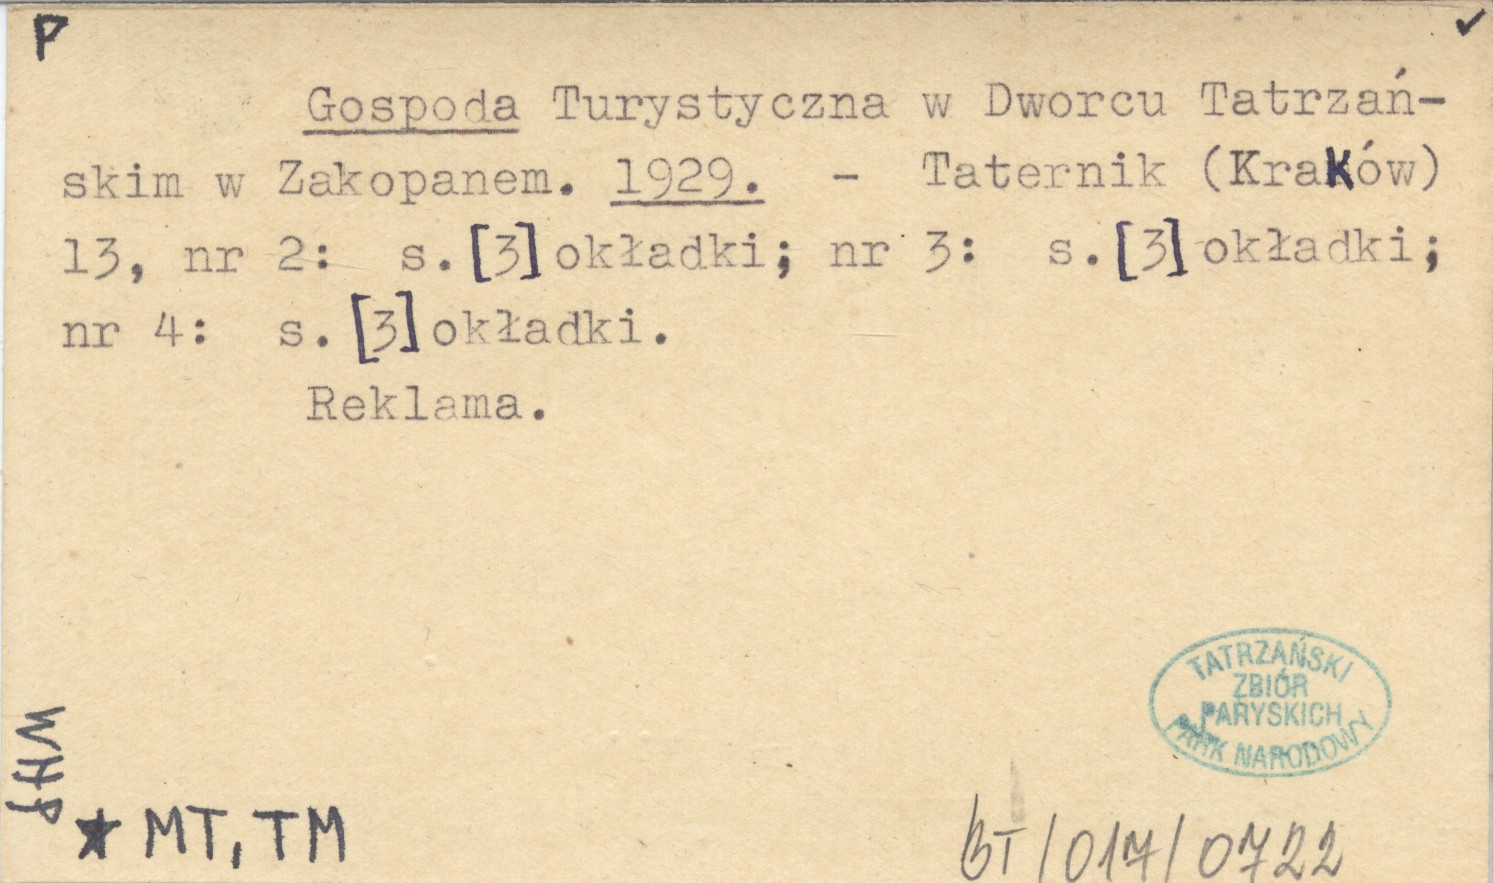 P ✓
Gospoda Turystyczna w Dworcu Tatrzań-
skim w Zakopanem. 1929. - Taternik (Kraków)
13, nr 2: s. [3] okładki; nr 3: s. [3] okładki;
nr 4: s. [3] okładki.
Reklama.
TATRZAŃSKI
ZBIÓR
PARYSKICH
PARK NARODOWY
WHP
★ MT, TM
BT/017/0722